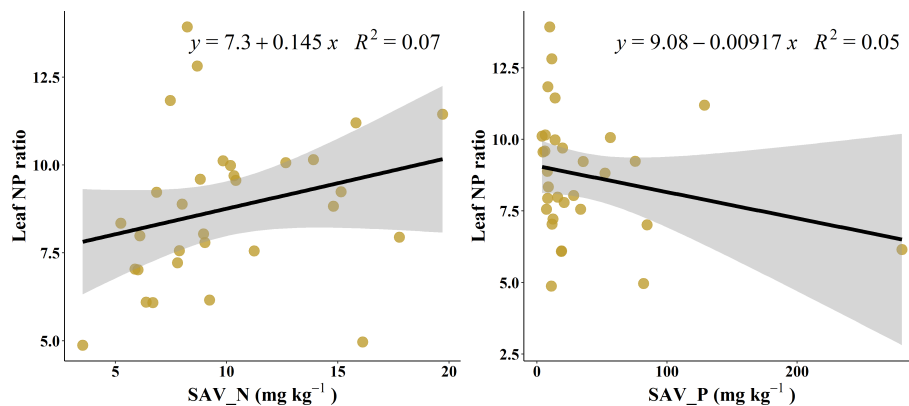 y = 7.3 + 0.145 x R² = 0.07
Leaf NP ratio
12.5
10.0
7.5
5.0
5
10
15
20
SAV_N (mg kg⁻¹)
y = 9.08 − 0.00917 x R² = 0.05
Leaf NP ratio
12.5
10.0
7.5
5.0
2.5
0
100
200
SAV_P (mg kg⁻¹)